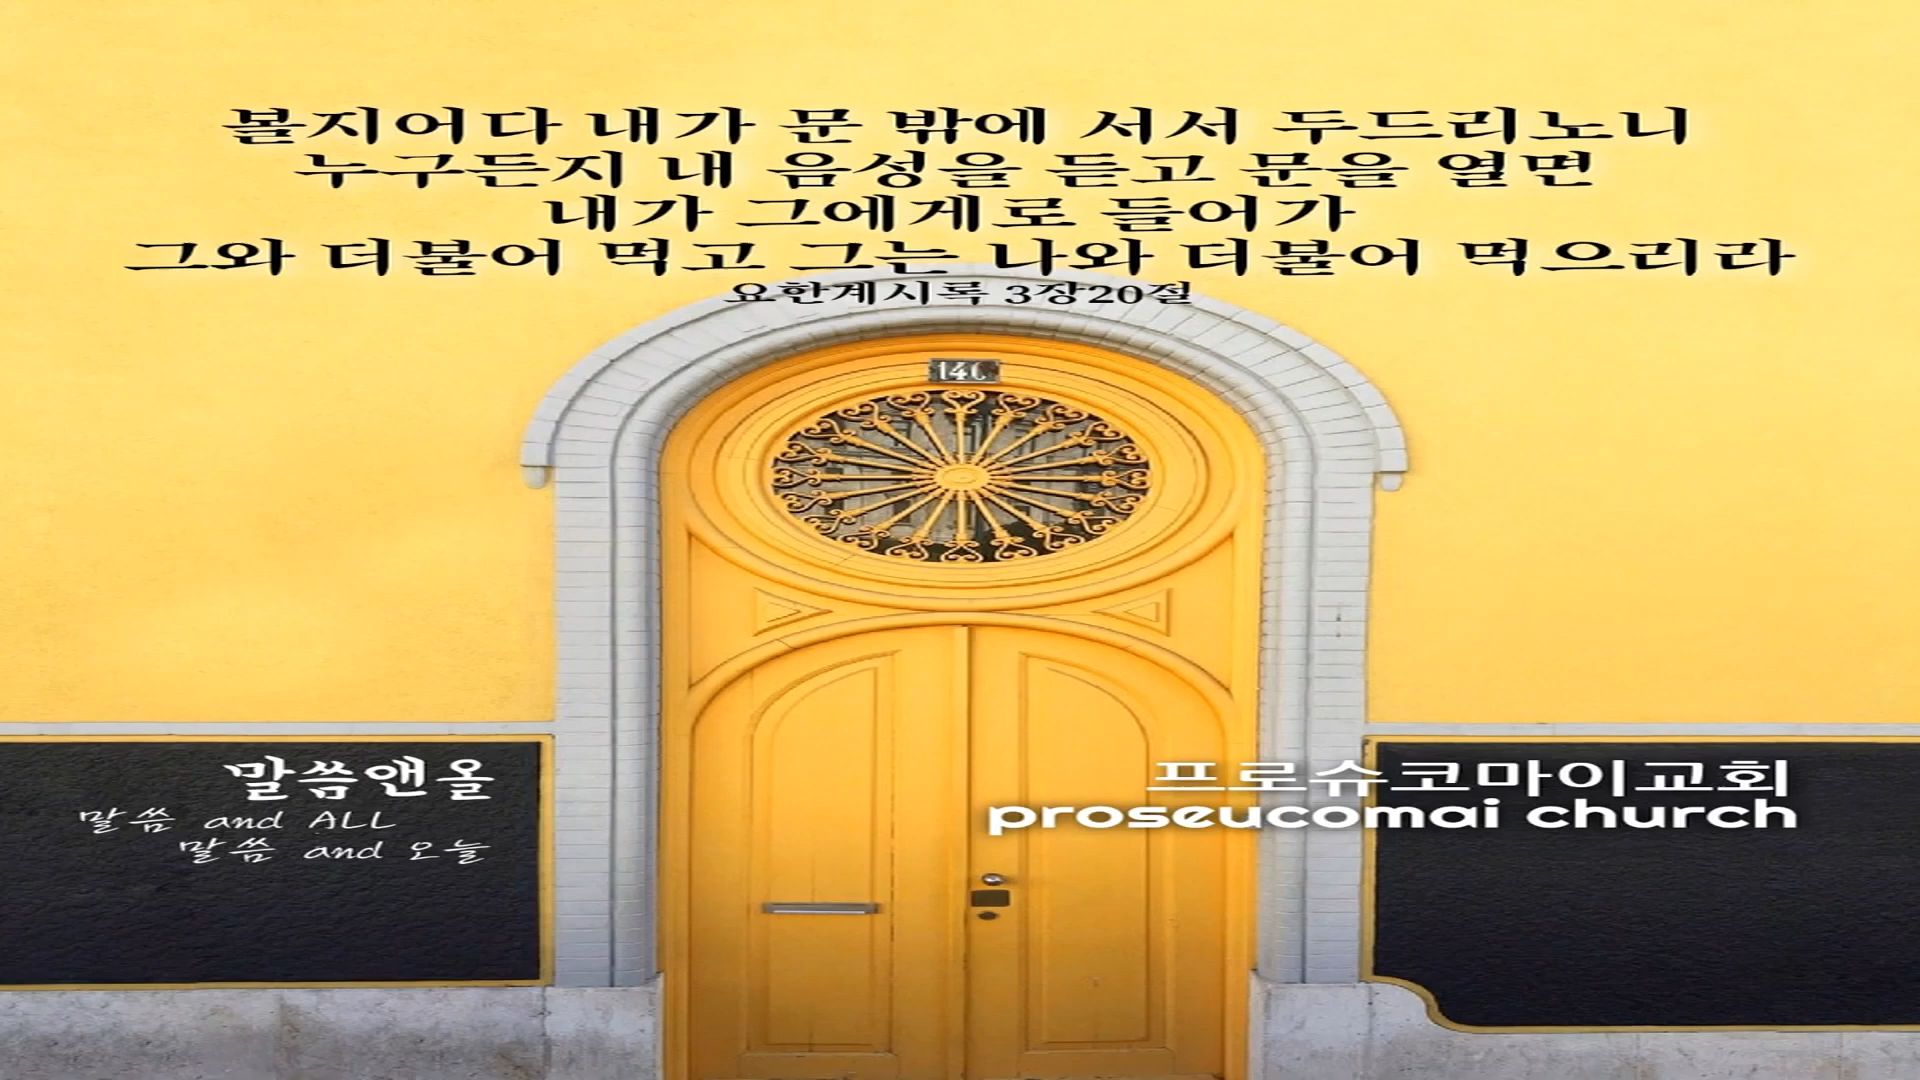 볼지어다 내가 문 밖에 서서 두드리노니
누구든지 내 음성을 듣고 문을 열면
내가 그에게로 들어가
그와 더불어 먹고 그는 나와 더불어 먹으리라
요한계시록 3장20절
140
말씀앤올
말씀 and ALL
말씀 and 오늘
프로슈코마이교회
proseucomai church